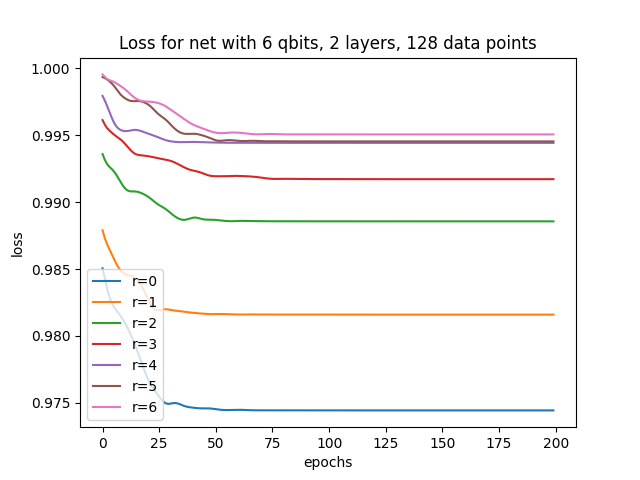 Loss for net with 6 qbits, 2 layers, 128 data points
1.000
0.995
0.990
0.985
0.980
0.975
loss
r=0
r=1
r=2
r=3
r=4
r=5
r=6
0 25 50 75 100 125 150 175 200
epochs